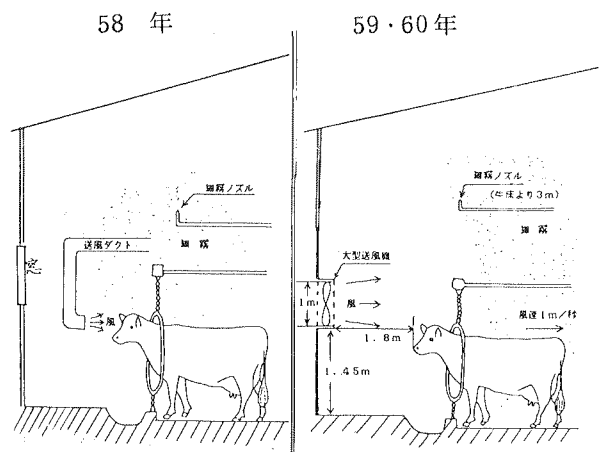 58 年
細霧ノズル
送風ダクト
細霧
風
59・60年
細霧ノズル
(牛床より3m)
細霧
大型送風機
1m
風
風速1m/秒
1.8m
1.45m